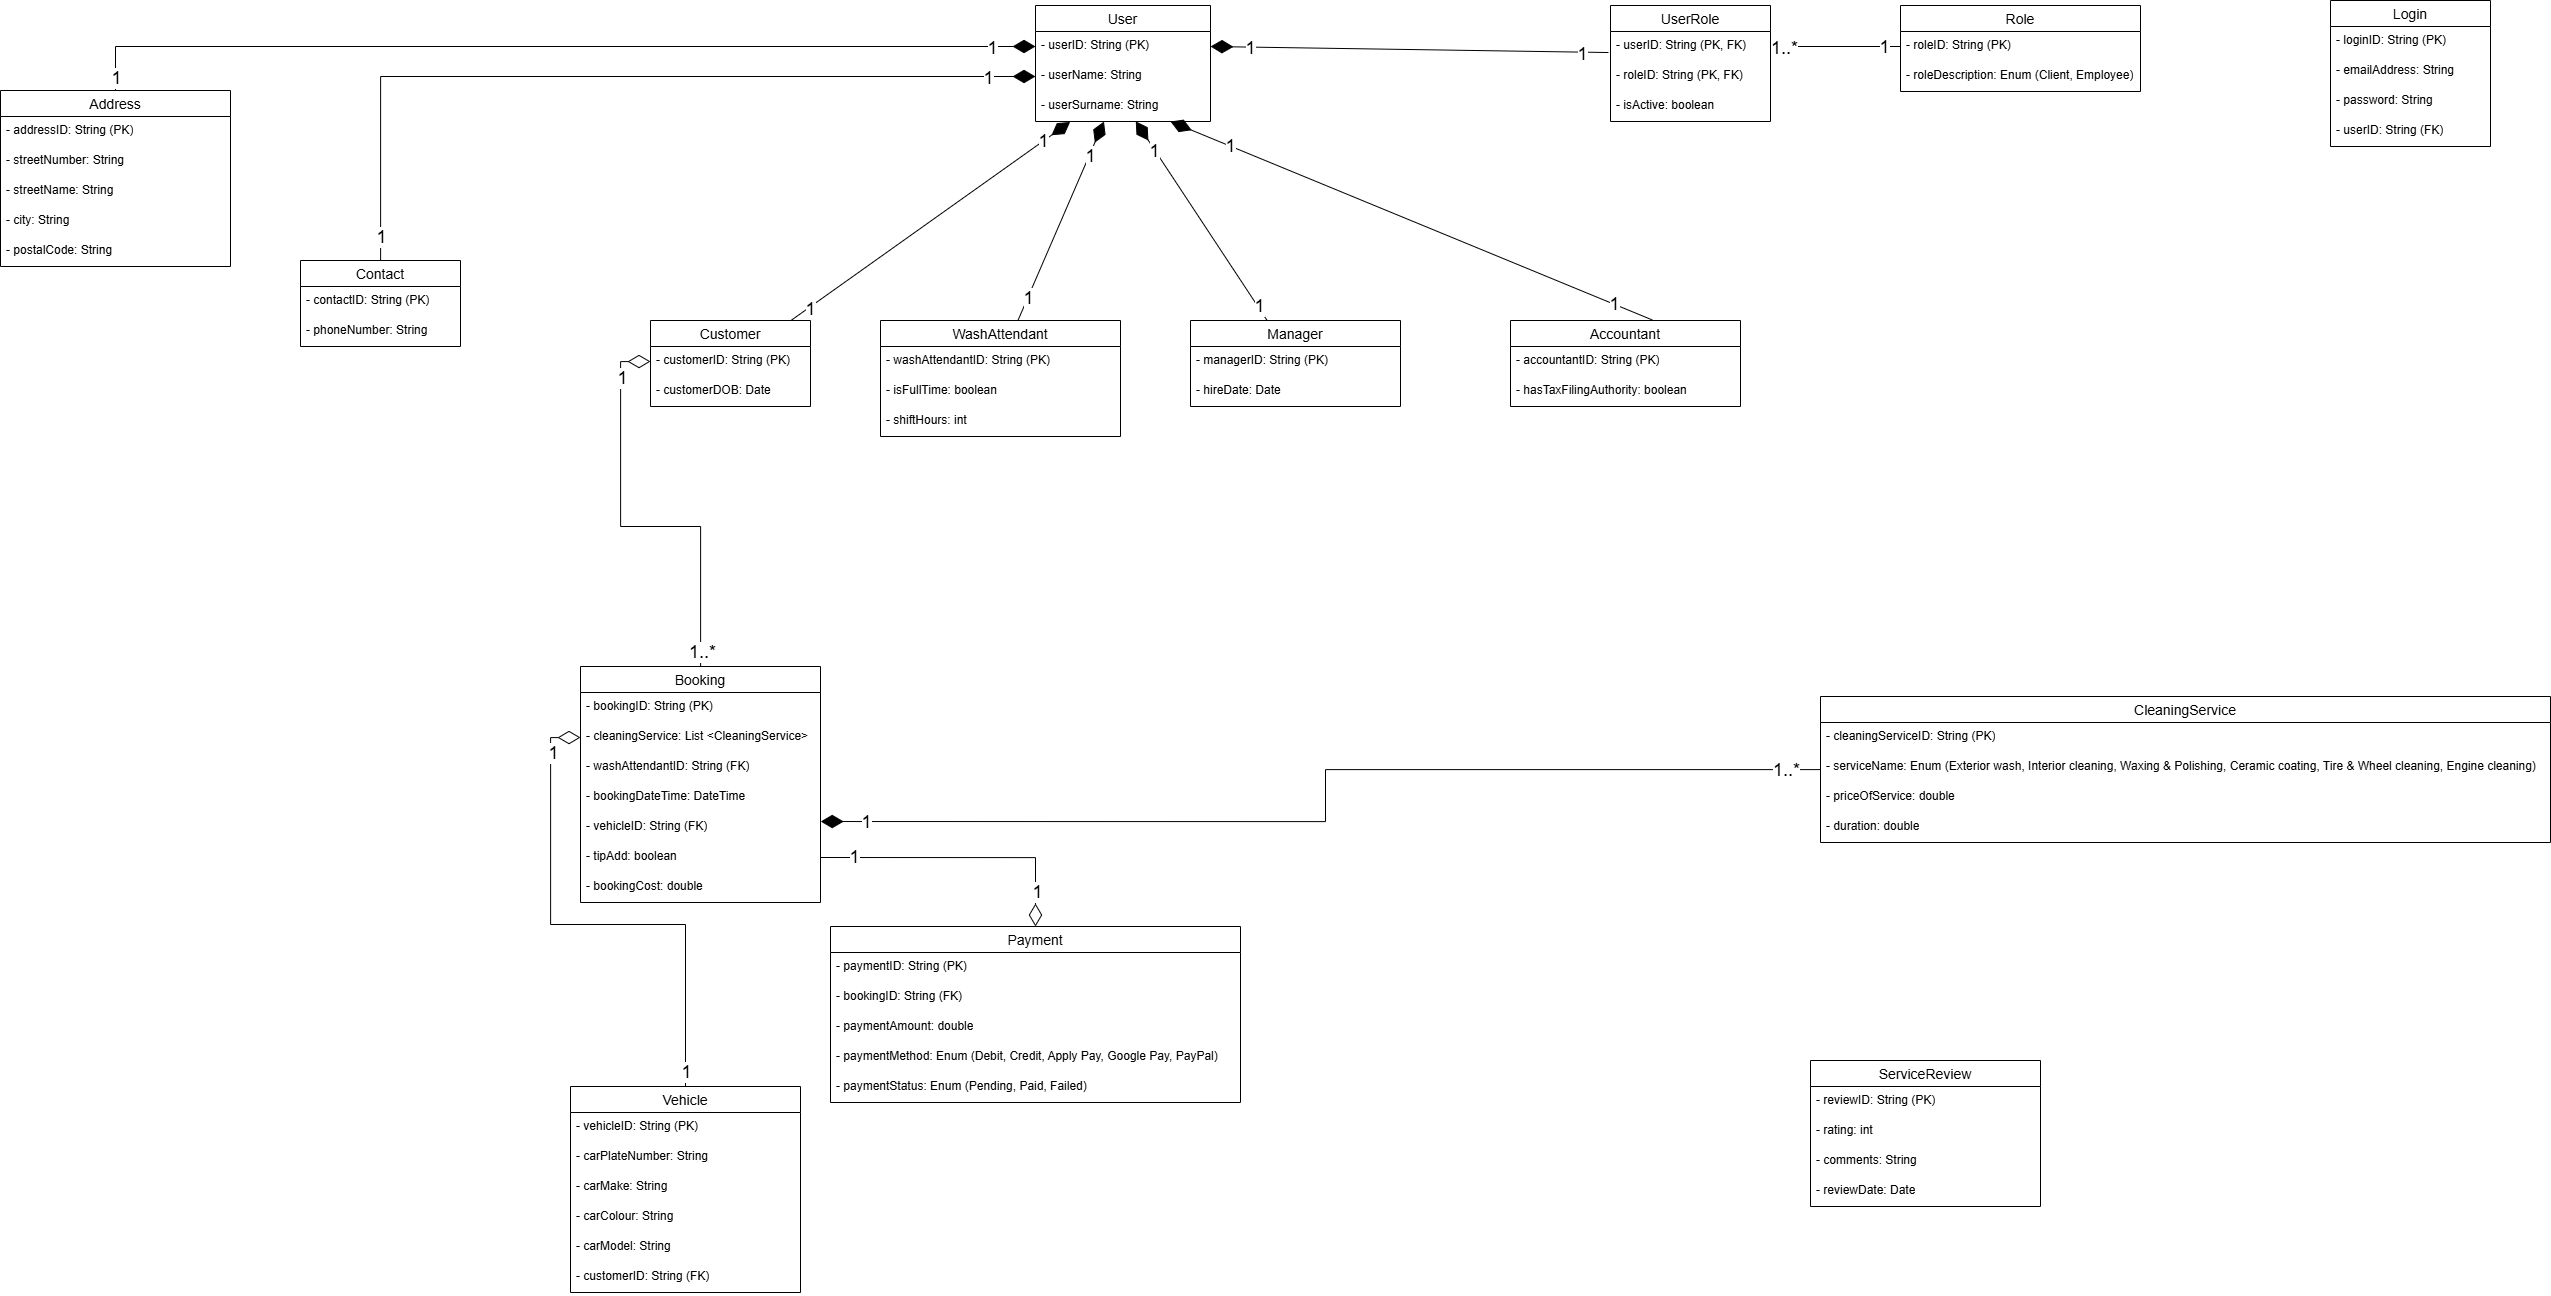 User
- userID: String (PK)
- userName: String
- userSurname: String
UserRole
- userID: String (PK, FK)
- roleID: String (PK, FK)
- isActive: boolean
Role
- roleID: String (PK)
- roleDescription: Enum (Client, Employee)
Login
- loginID: String (PK)
- emailAddress: String
- password: String
- userID: String (FK)
1
1
1
1
1..*
1
1
1
Address
- addressID: String (PK)
- streetNumber: String
- streetName: String
- city: String
- postalCode: String
1
1
1
1
Contact
- contactID: String (PK)
- phoneNumber: String
1
1
1
1
Customer
- customerID: String (PK)
- customerDOB: Date
WashAttendant
- washAttendantID: String (PK)
- isFullTime: boolean
- shiftHours: int
Manager
- managerID: String (PK)
- hireDate: Date
Accountant
- accountantID: String (PK)
- hasTaxFilingAuthority: boolean
1
1..*
Booking
- bookingID: String (PK)
- cleaningService: List <CleaningService>
- washAttendantID: String (FK)
- bookingDateTime: DateTime
- vehicleID: String (FK)
- tipAdd: boolean
- bookingCost: double
1
1
1..*
CleaningService
- cleaningServiceID: String (PK)
- serviceName: Enum (Exterior wash, Interior cleaning, Waxing & Polishing, Ceramic coating, Tire & Wheel cleaning, Engine cleaning)
- priceOfService: double
- duration: double
1
1
Payment
- paymentID: String (PK)
- bookingID: String (FK)
- paymentAmount: double
- paymentMethod: Enum (Debit, Credit, Apply Pay, Google Pay, PayPal)
- paymentStatus: Enum (Pending, Paid, Failed)
1
Vehicle
- vehicleID: String (PK)
- carPlateNumber: String
- carMake: String
- carColour: String
- carModel: String
- customerID: String (FK)
ServiceReview
- reviewID: String (PK)
- rating: int
- comments: String
- reviewDate: Date